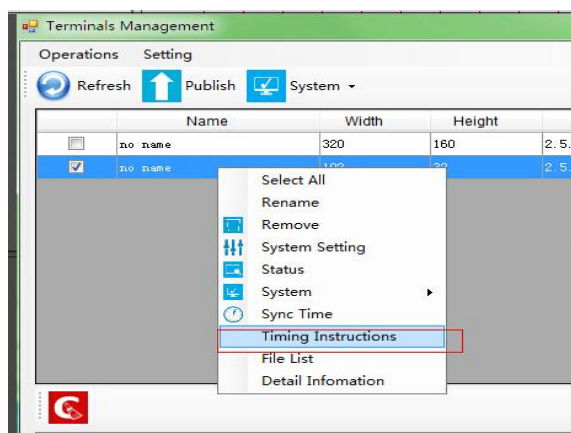 Terminals Management
Operations Setting
Refresh Publish System
Name Width Height
no name 320 160 2.5.
no name 2.5.
Select All
Rename
Remove
System Setting
Status
System
Sync Time
Timing Instructions
File List
Detail Infomation